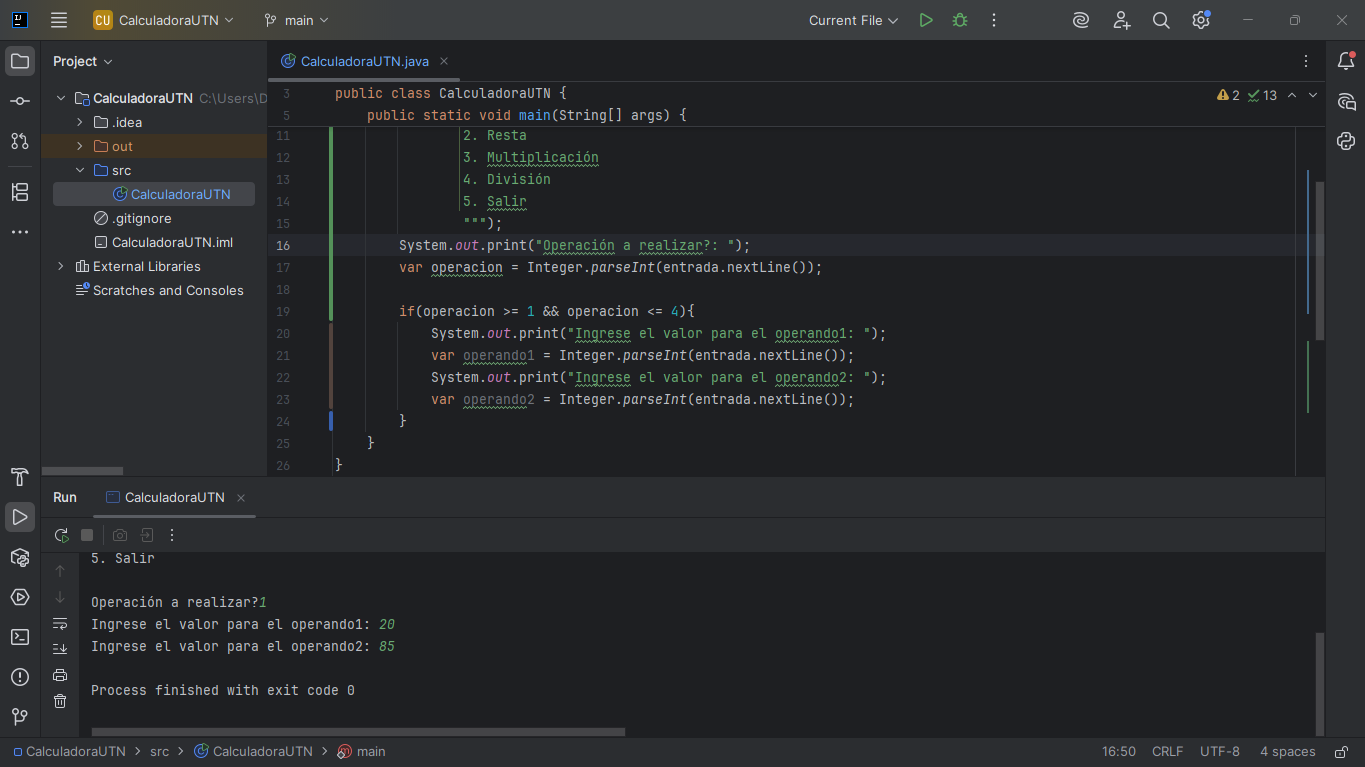 CU CalculadoraUTN main Current File
Project
CalculadoraUTN.java
CalculadoraUTN C:\Users\D
.idea
out
src
CalculadoraUTN
.gitignore
CalculadoraUTN.iml
External Libraries
Scratches and Consoles
2 13
3 public class CalculadoraUTN {
5 public static void main(String[] args) {
11 2. Resta
12 3. Multiplicación
13 4. División
14 5. Salir
15 """);
16 System.out.print("Operación a realizar?: ");
17 var operacion = Integer.parseInt(entrada.nextLine());
18
19 if(operacion >= 1 && operacion <= 4){
20 System.out.print("Ingrese el valor para el operando1: ");
21 var operando1 = Integer.parseInt(entrada.nextLine());
22 System.out.print("Ingrese el valor para el operando2: ");
23 var operando2 = Integer.parseInt(entrada.nextLine());
24 }
25 }
26 }
Run CalculadoraUTN
5. Salir
Operación a realizar?1
Ingrese el valor para el operando1: 20
Ingrese el valor para el operando2: 85
Process finished with exit code 0
CalculadoraUTN > src > CalculadoraUTN > main 16:50 CRLF UTF-8 4 spaces